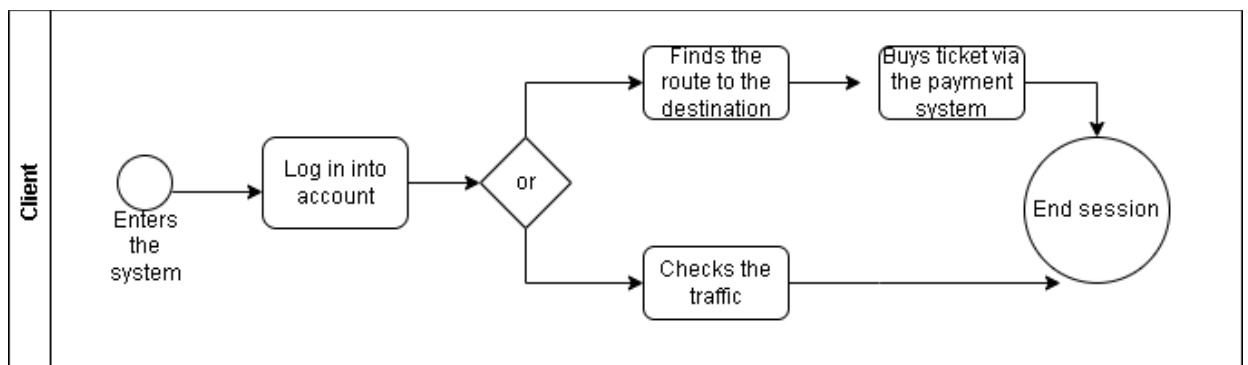 Client
Enters
the
system
Log in into
account
or
Finds the
route to the
destination
Buys ticket via
the payment
system
Checks the
traffic
End session